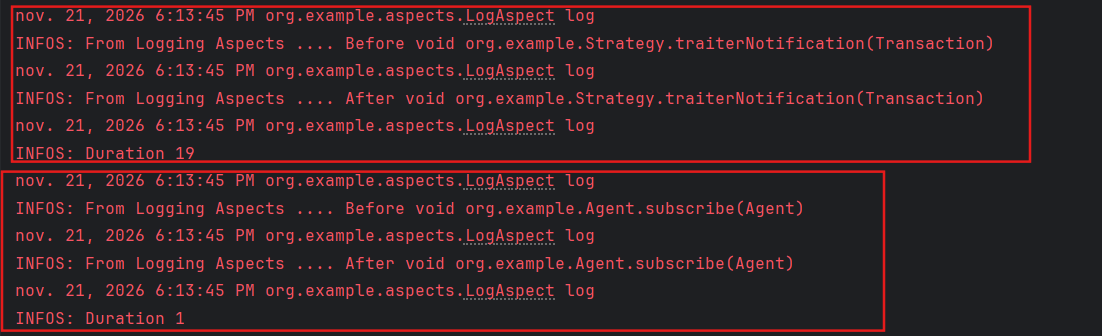 nov. 21, 2026 6:13:45 PM org.example.aspects.LogAspect log
INFOS: From Logging Aspects .... Before void org.example.Strategy.traiterNotification(Transaction)
nov. 21, 2026 6:13:45 PM org.example.aspects.LogAspect log
INFOS: From Logging Aspects .... After void org.example.Strategy.traiterNotification(Transaction)
nov. 21, 2026 6:13:45 PM org.example.aspects.LogAspect log
INFOS: Duration 19
nov. 21, 2026 6:13:45 PM org.example.aspects.LogAspect log
INFOS: From Logging Aspects .... Before void org.example.Agent.subscribe(Agent)
nov. 21, 2026 6:13:45 PM org.example.aspects.LogAspect log
INFOS: From Logging Aspects .... After void org.example.Agent.subscribe(Agent)
nov. 21, 2026 6:13:45 PM org.example.aspects.LogAspect log
INFOS: Duration 1